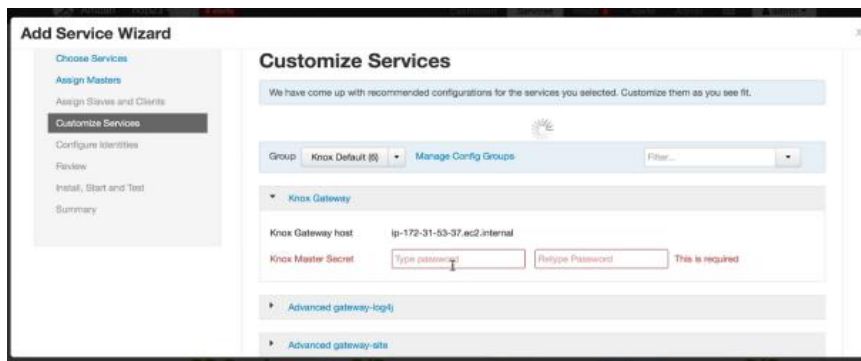 Add Service Wizard
Choose Services
Assign Masters
Assign Slaves and Clients
Customize Services
Configure Identities
Review
Install, Start and Test
Summary
Customize Services
We have come up with recommended configurations for the services you selected. Customize them as you see fit.
Group Knox Default (6) Manage Config Groups Filter...
Knox Gateway
Knox Gateway host ip-172-31-53-37.ec2.internal
Knox Master Secret Type password Retype Password This is required
Advanced gateway-log4j
Advanced gateway-site